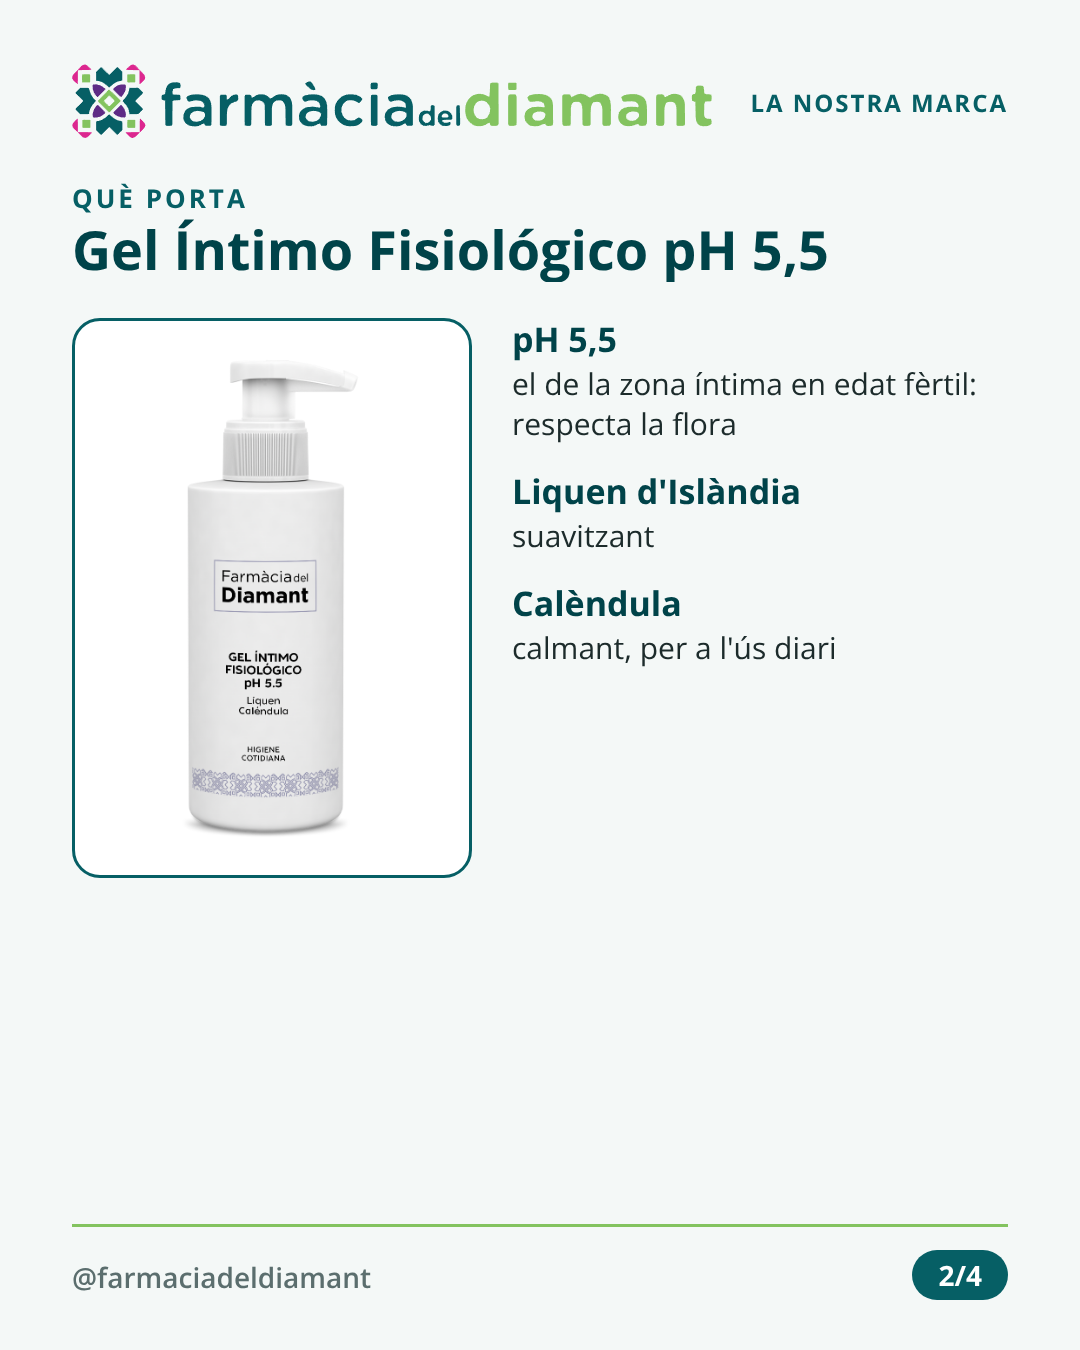 farmàciadeldiamant
LA NOSTRA MARCA
QUÈ PORTA
Gel Íntimo Fisiológico pH 5,5
Farmàciadel
Diamant
GEL ÍNTIMO
FISIOLÓGICO
pH 5.5
Liquen
Caléndula
HIGIENE
COTIDIANA
pH 5,5
el de la zona íntima en edat fèrtil:
respecta la flora
Liquen d'Islàndia
suavitzant
Calèndula
calmant, per a l'ús diari
@farmaciadeldiamant
2/4